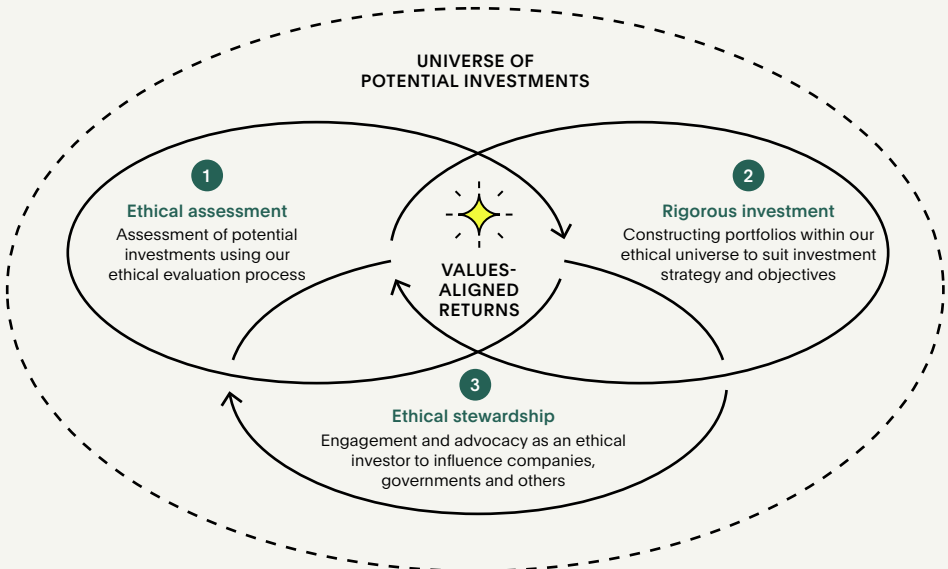 UNIVERSE OF
POTENTIAL INVESTMENTS
1
Ethical assessment
Assessment of potential
investments using our
ethical evaluation process
2
Rigorous investment
Constructing portfolios within our
ethical universe to suit investment
strategy and objectives
VALUES-
ALIGNED
RETURNS
3
Ethical stewardship
Engagement and advocacy as an ethical
investor to influence companies,
governments and others